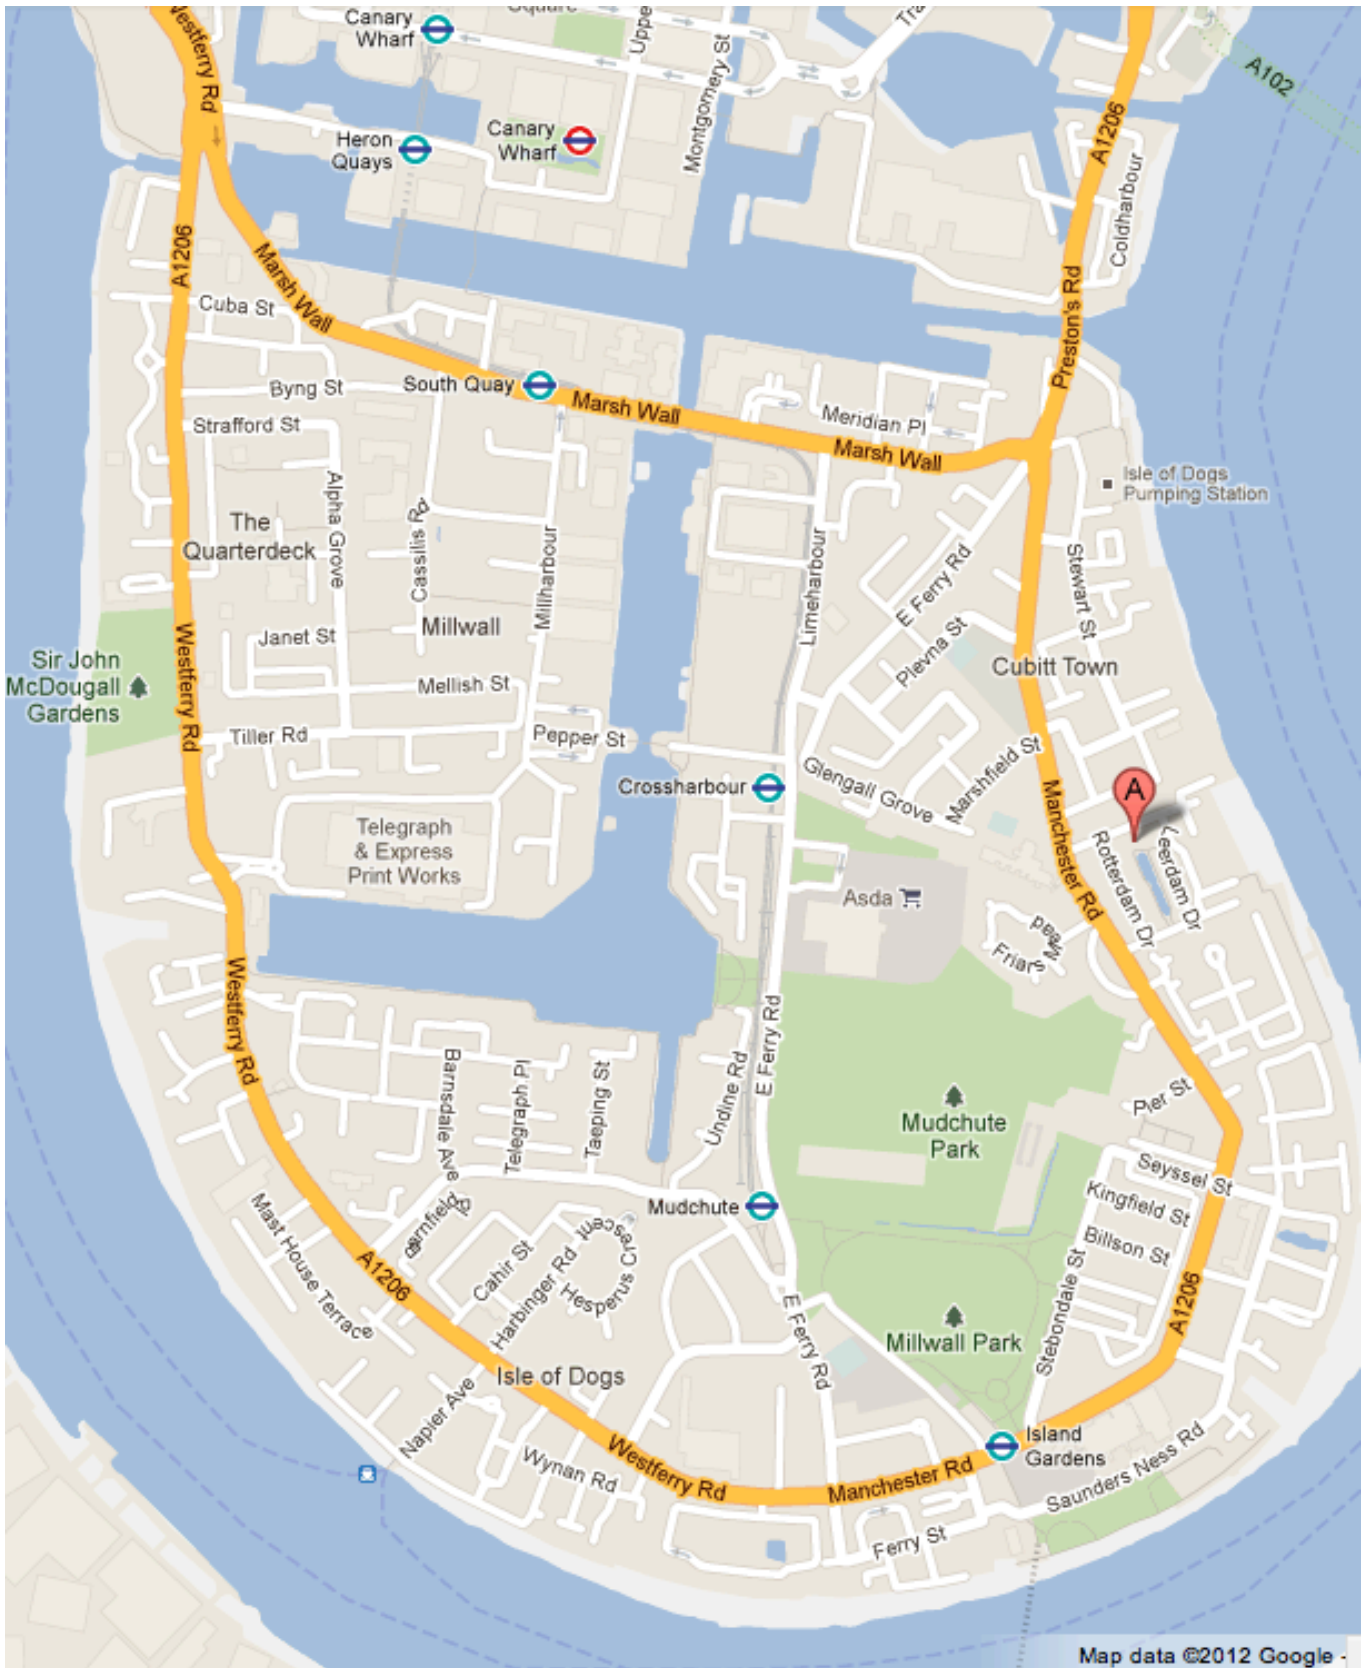 Westferry Rd
Canary
Wharf
Square
Uppe
Montgomery St
Tra
A102
A1206
Heron
Quays
Canary
Wharf
Coldharbour
A1206
Marsh Wall
Cuba St
Preston's Rd
Byng St
South Quay
Marsh Wall
Meridian Pl
Marsh Wall
Strafford St
Isle of Dogs
Pumping Station
Alpha Grove
Cassilis Rd
The
Quarterdeck
Millharbour
Limeharbour
E Ferry Rd
Stewart St
Janet St
Millwall
Plevna St
Cubitt Town
Sir John
McDougall
Gardens
Westferry Rd
Mellish St
Tiller Rd
Pepper St
Crossharbour
Glengall Grove
Marshfield St
Manchester Rd
A
Rotterdam Dr
Leerdam Dr
Telegraph
& Express
Print Works
Asda
Friars
Mead
Westferry Rd
E Ferry Rd
Undine Rd
Barnsdale Ave
Telegraph Pl
Taeping St
Mudchute
Park
Pier St
Seyssel St
Kingfield St
Billson St
Stebondale St
A1206
Mudchute
Mast House Terrace
A1206
Cahir St
Harbinger Rd
Hesperus Crescent
E Ferry Rd
Millwall Park
Isle of Dogs
Napier Ave
Wynan Rd
Westferry Rd
Manchester Rd
Island
Gardens
Saunders Ness Rd
Ferry St
Map data ©2012 Google -